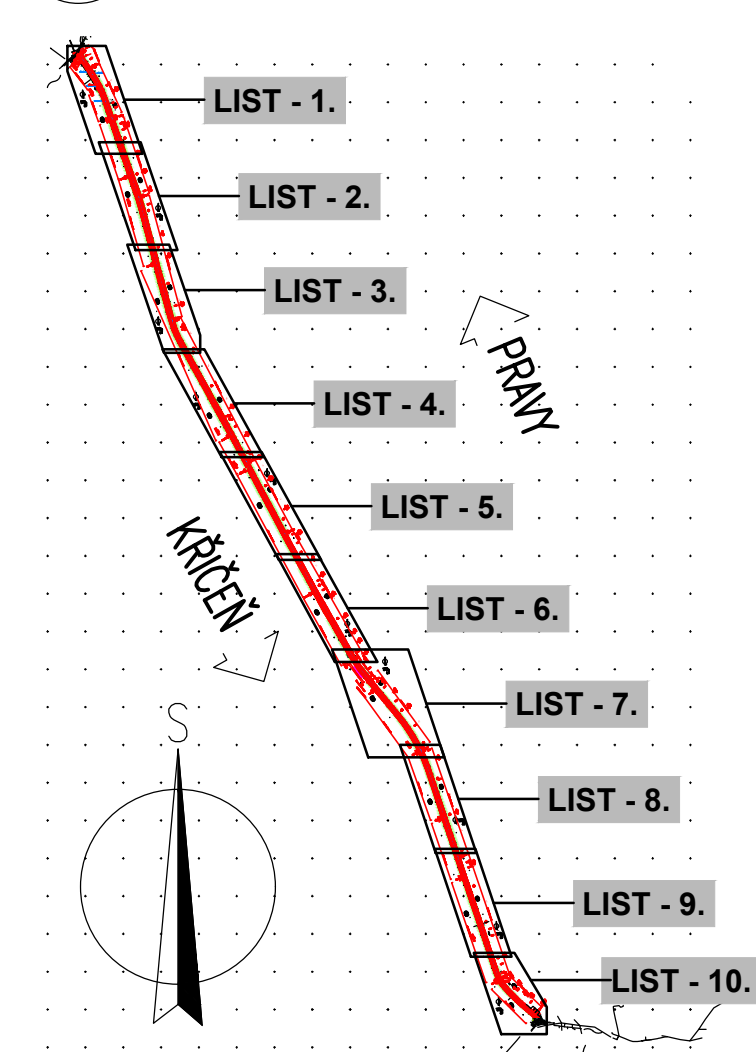 LIST - 1.
LIST - 2.
LIST - 3.
PRAVY
LIST - 4.
LIST - 5.
KŘIČEŇ
LIST - 6.
LIST - 7.
S
LIST - 8.
LIST - 9.
LIST - 10.